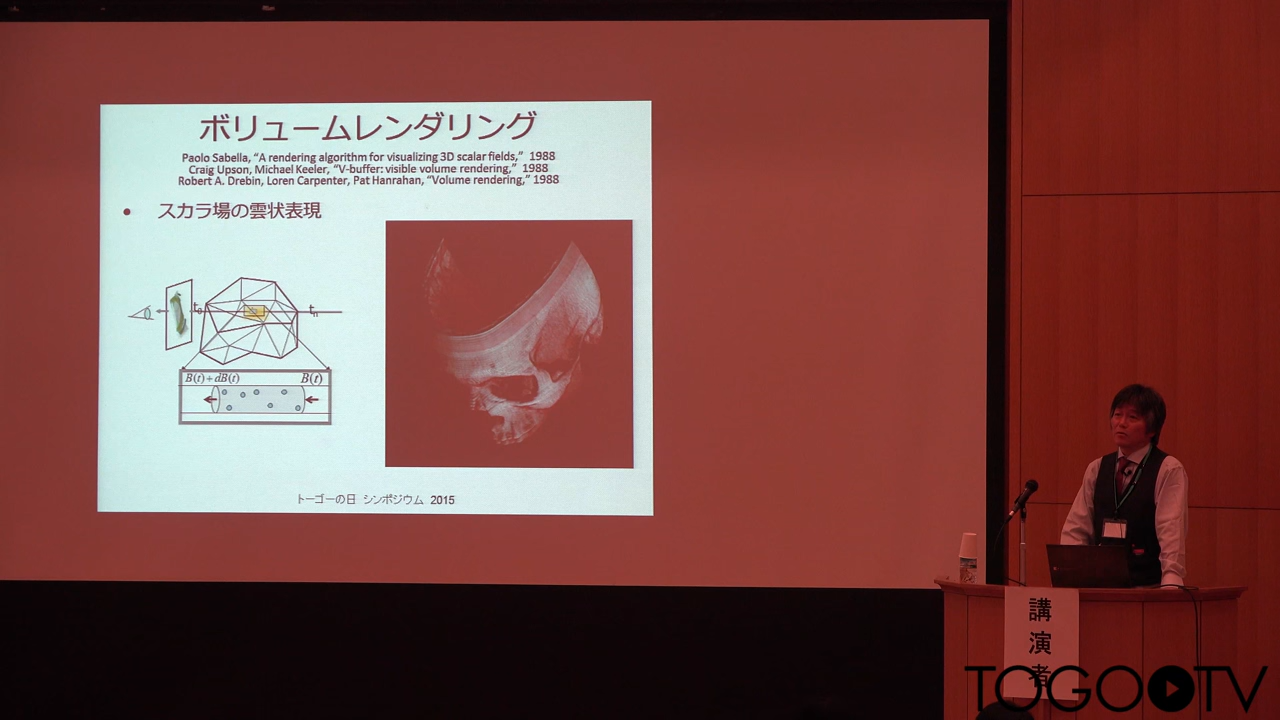 ボリュームレンダリング
Paolo Sabella, “A rendering algorithm for visualizing 3D scalar fields,” 1988
Craig Upson, Michael Keeler, “V-buffer: visible volume rendering,” 1988
Robert A. Drebin, Loren Carpenter, Pat Hanrahan, “Volume rendering,” 1988
• スカラ場の雲状表現
t0 tn
B(t)+dB(t) B(t)
トーゴーの日 シンポジウム 2015
講演者
TOGOTV